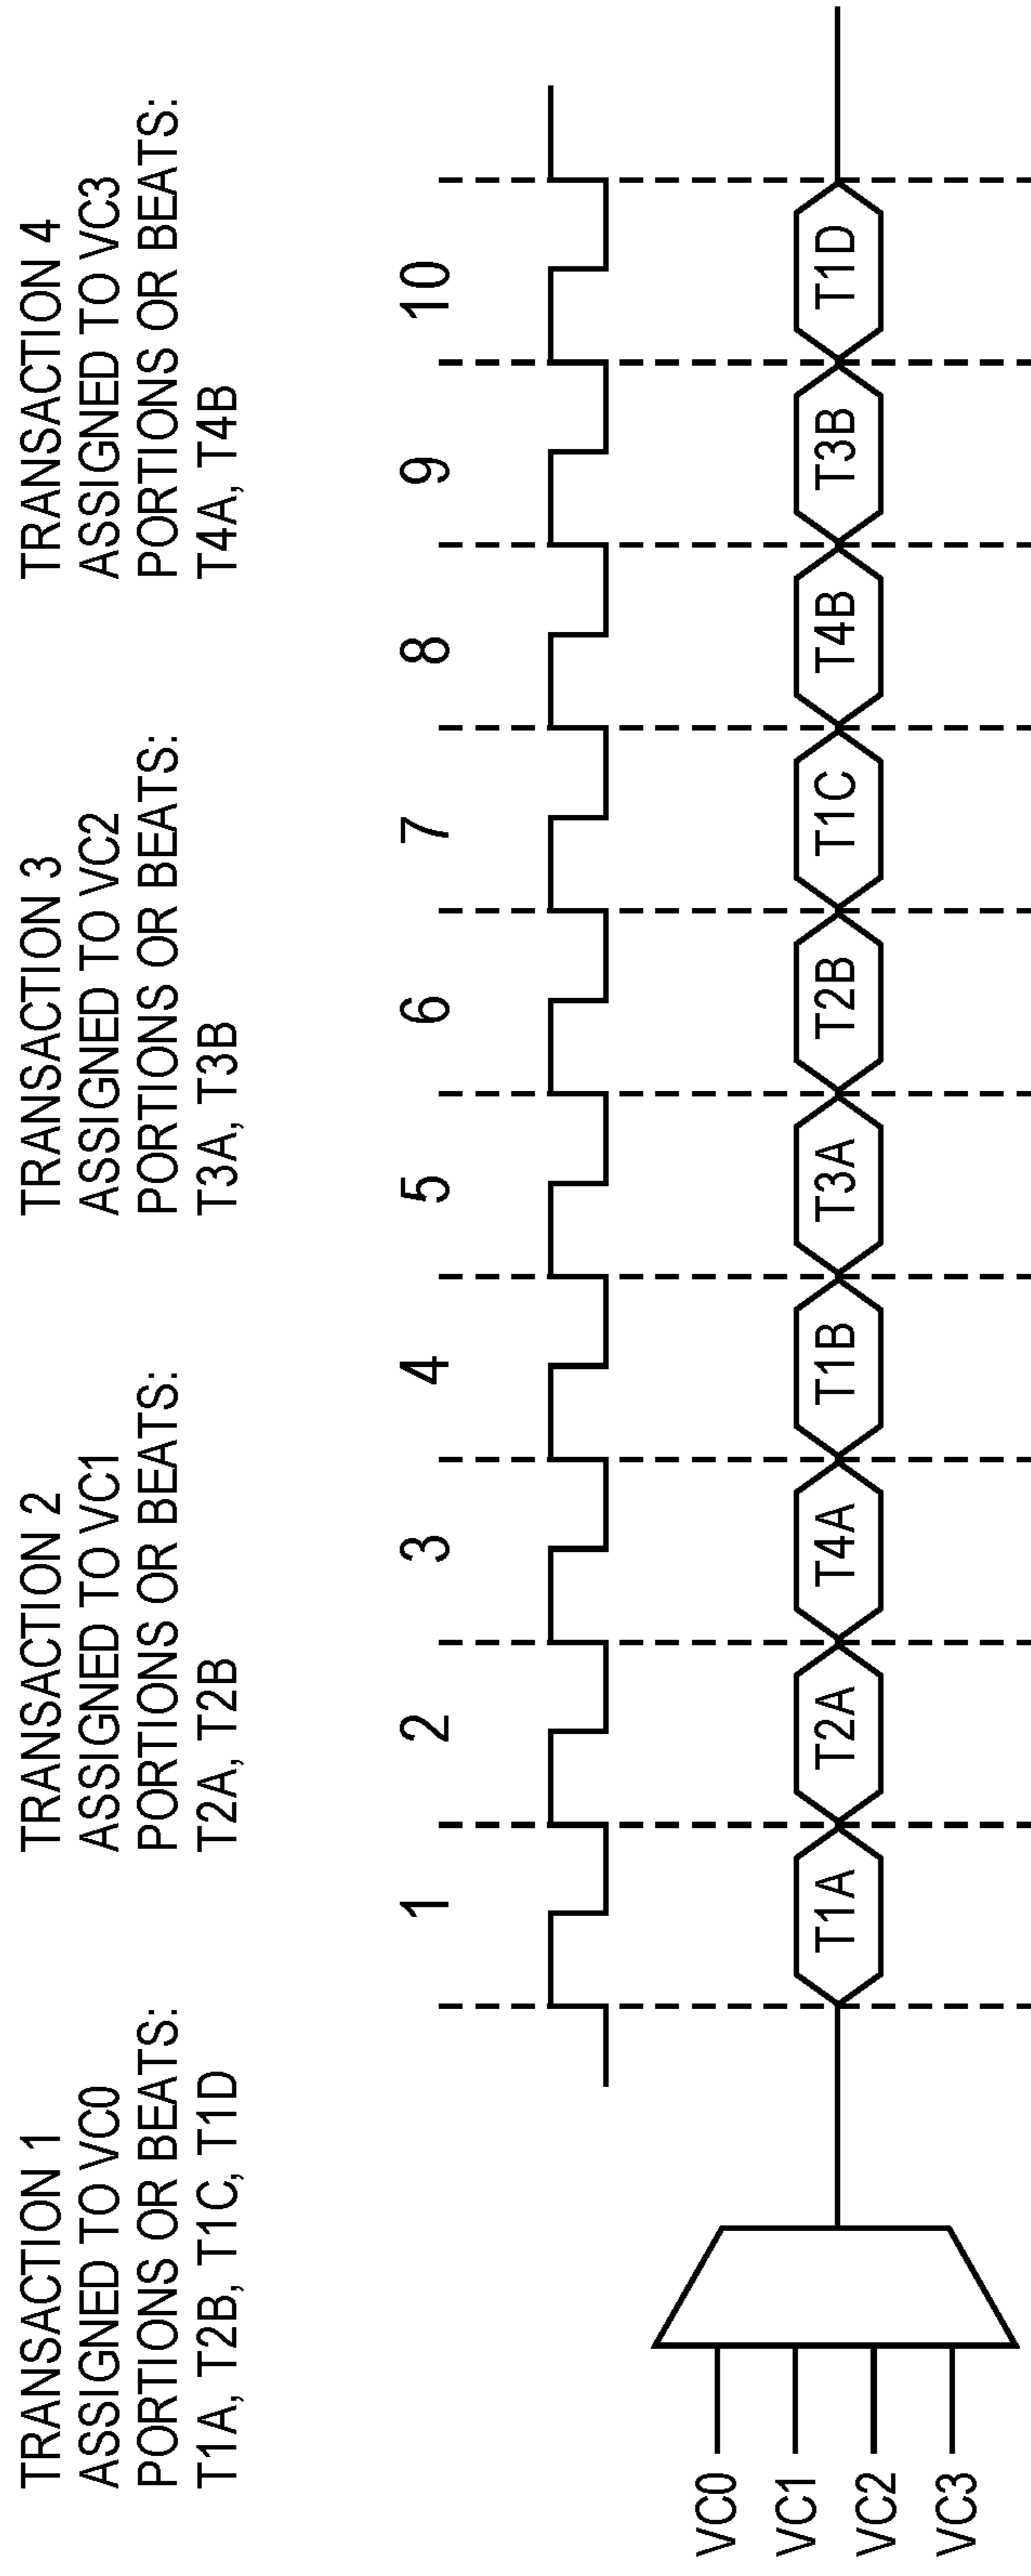 TRANSACTION 1
ASSIGNED TO VC0
PORTIONS OR BEATS:
T1A, T2B, T1C, T1D
TRANSACTION 2
ASSIGNED TO VC1
PORTIONS OR BEATS:
T2A, T2B
TRANSACTION 3
ASSIGNED TO VC2
PORTIONS OR BEATS:
T3A, T3B
TRANSACTION 4
ASSIGNED TO VC3
PORTIONS OR BEATS:
T4A, T4B
1 2 3 4 5 6 7 8 9 10
VC0
VC1
VC2
VC3
T1A T2A T4A T1B T3A T2B T1C T4B T3B T1D